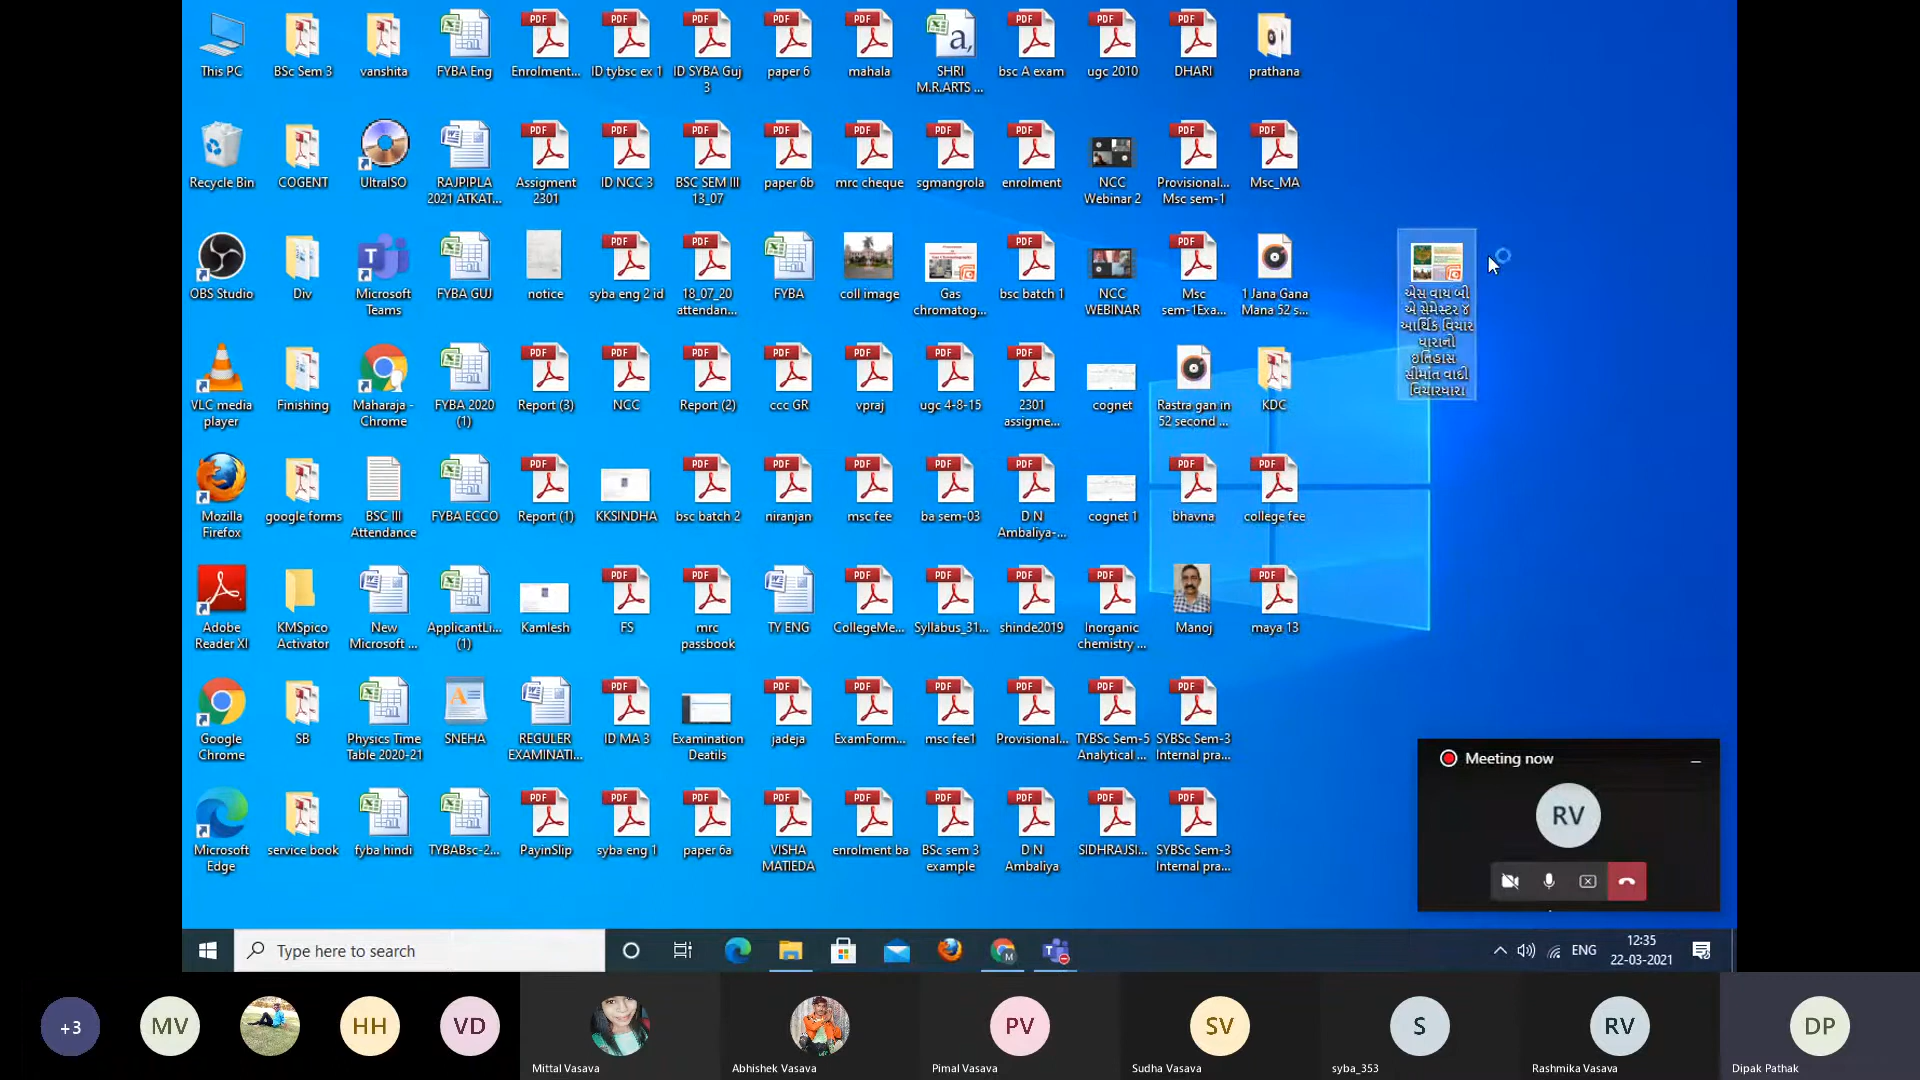 This PC
BSc Sem 3
vanshita
FYBA Eng
Enrolment...
ID tybsc ex 1
ID SYBA Guj
3
paper 6
mahala
SHRI
M.R.ARTS ...
bsc A exam
ugc 2010
DHARI
prathana
Recycle Bin
COGENT
UltraISO
RAJPIPLA
2021 ATKAT...
Assigment
2301
ID NCC 3
BSC SEM III
13_07
paper 6b
mrc cheque
sgmangrola
enrolment
NCC
Webinar 2
Provisional...
Msc sem-1
Msc_MA
OBS Studio
Div
Microsoft
Teams
FYBA GUJ
notice
syba eng 2 id
18_07_20
attendan...
FYBA
coll image
Gas
chromatog...
bsc batch 1
NCC
WEBINAR
Msc
sem-1Exa...
1 Jana Gana
Mana 52 s...
એસ વાય બી
એ સેમેસ્ટર ૪
આર્થિક વિચાર
ધારાનો
ઇતિહાસ
સીમાંત વાદી
વિચારધારા
VLC media
player
Finishing
Maharaja -
Chrome
FYBA 2020
(1)
Report (3)
NCC
Report (2)
ccc GR
vpraj
ugc 4-8-15
2301
assigme...
cognet
Rastra gan in
52 second ...
KDC
Mozilla
Firefox
google forms
BSC III
Attendance
FYBA ECCO
Report (1)
KKSINDHA
bsc batch 2
niranjan
msc fee
ba sem-03
D N
Ambaliya-...
cognet 1
bhavna
college fee
Adobe
Reader XI
KMSpico
Activator
New
Microsoft ...
ApplicantLi...
(1)
Kamlesh
FS
mrc
passbook
TY ENG
CollegeMe...
Syllabus_31...
shinde2019
Inorganic
chemistry ...
Manoj
maya 13
Google
Chrome
SB
Physics Time
Table 2020-21
SNEHA
REGULER
EXAMINATI...
ID MA 3
Examination
Deatils
jadeja
ExamForm...
msc fee1
Provisional...
TYBSc Sem-5
Analytical ...
SYBSc Sem-3
Internal pra...
Microsoft
Edge
service book
fyba hindi
TYBABsc-2...
PayinSlip
syba eng 1
paper 6a
VISHA
MATIEDA
enrolment ba
BSc sem 3
example
D N
Ambaliya
SIDHRAJSI...
SYBSc Sem-3
Internal pra...
Meeting now
RV
Type here to search
ENG
12:35
22-03-2021
+3
MV
HH
VD
PV
SV
S
RV
DP
Mittal Vasava
Abhishek Vasava
Pimal Vasava
Sudha Vasava
syba_353
Rashmika Vasava
Dipak Pathak